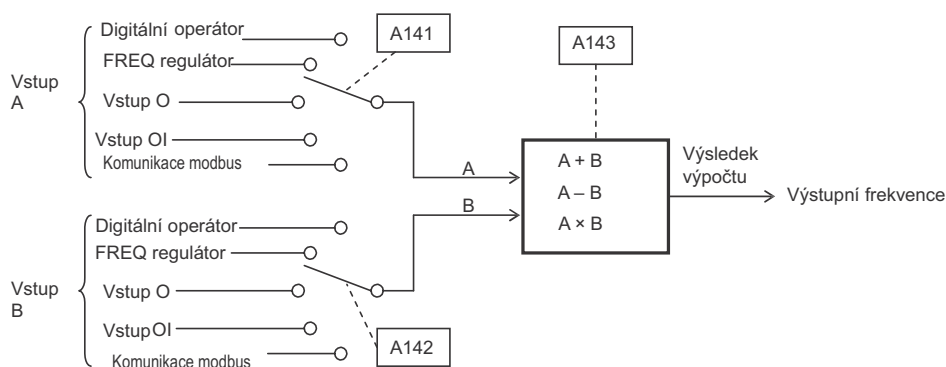 Vstup
A
Digitální operátor
FREQ regulátor
Vstup O
Vstup OI
Komunikace modbus
A141
A143
A
B
A + B
A – B
A × B
Výsledek
výpočtu
Výstupní frekvence
Vstup
B
Digitální operátor
FREQ regulátor
Vstup O
Vstup OI
Komunikace modbus
A142